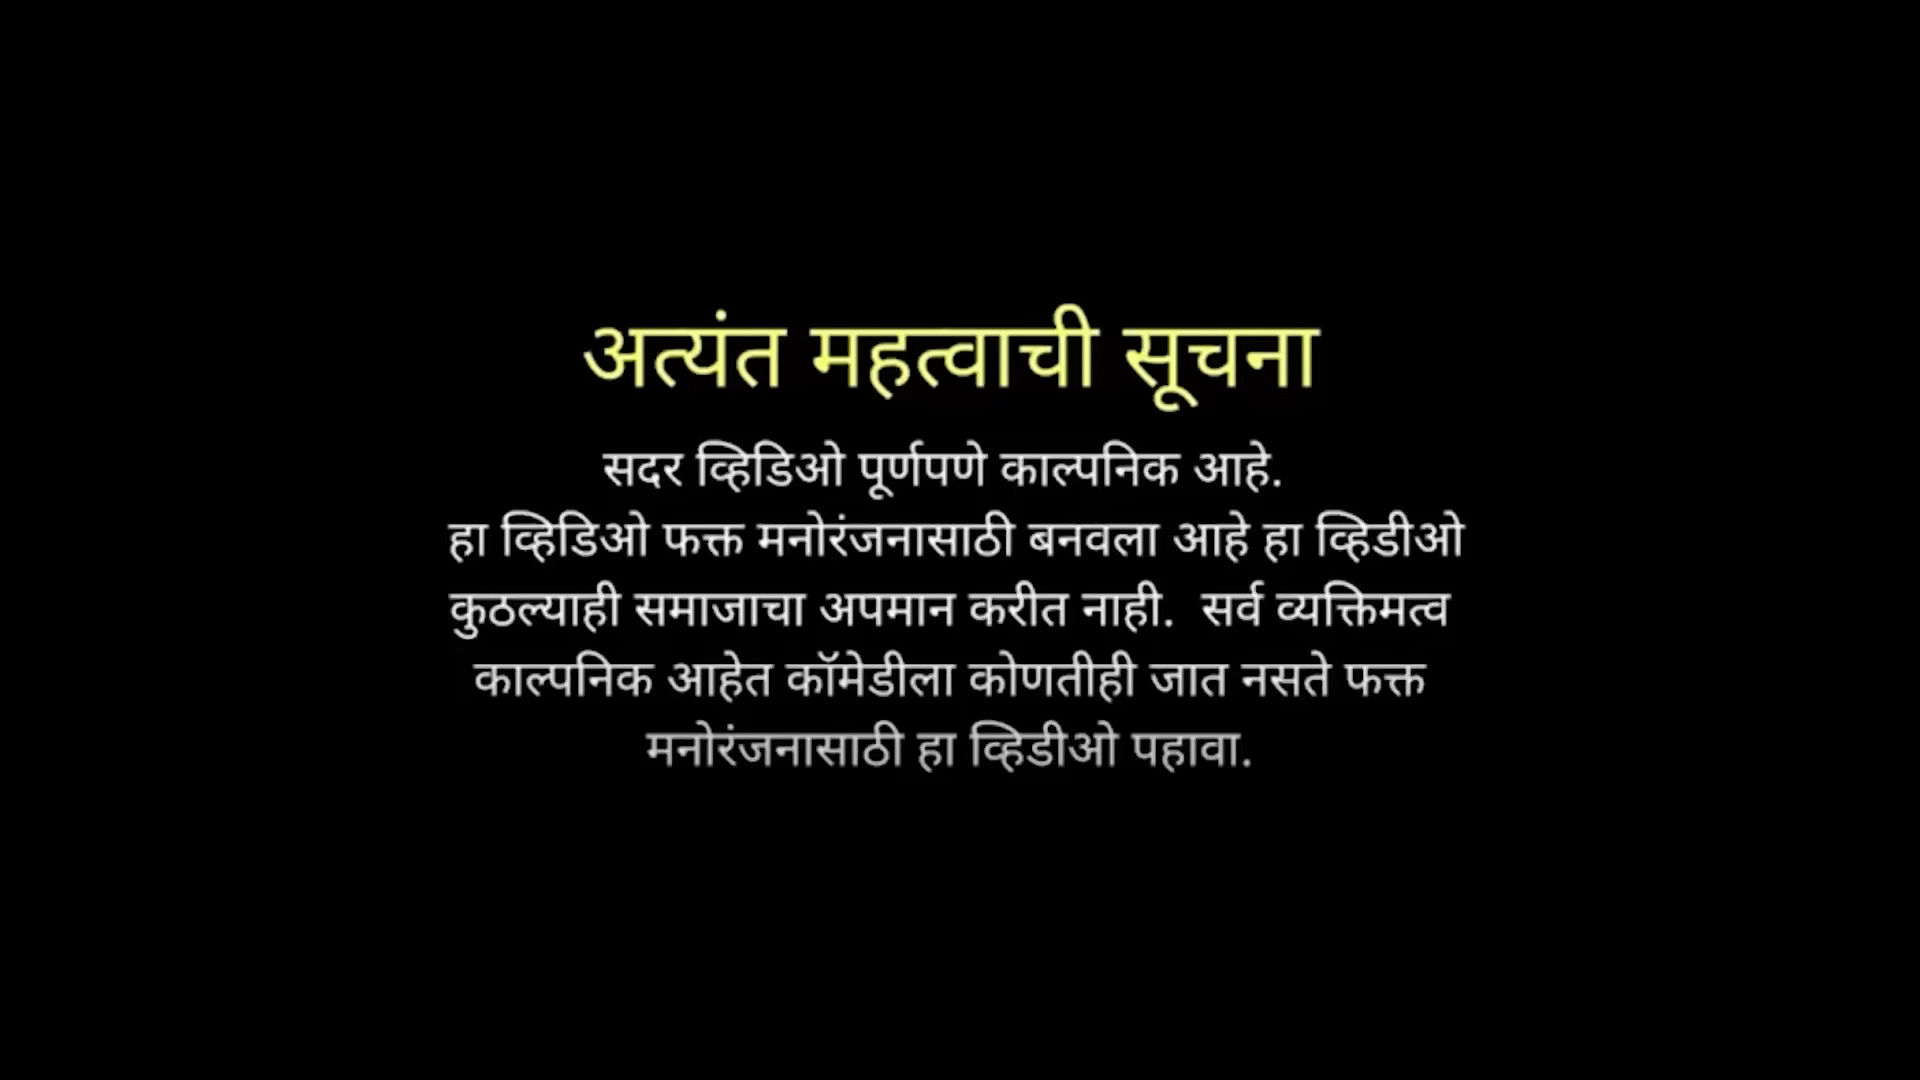 अत्यंत महत्वाची सूचना
सदर व्हिडिओ पूर्णपणे काल्पनिक आहे.
हा व्हिडिओ फक्त मनोरंजनासाठी बनवला आहे हा व्हिडीओ
कुठल्याही समाजाचा अपमान करीत नाही. सर्व व्यक्तिमत्व
काल्पनिक आहेत कॉमेडीला कोणतीही जात नसते फक्त
मनोरंजनासाठी हा व्हिडीओ पहावा.